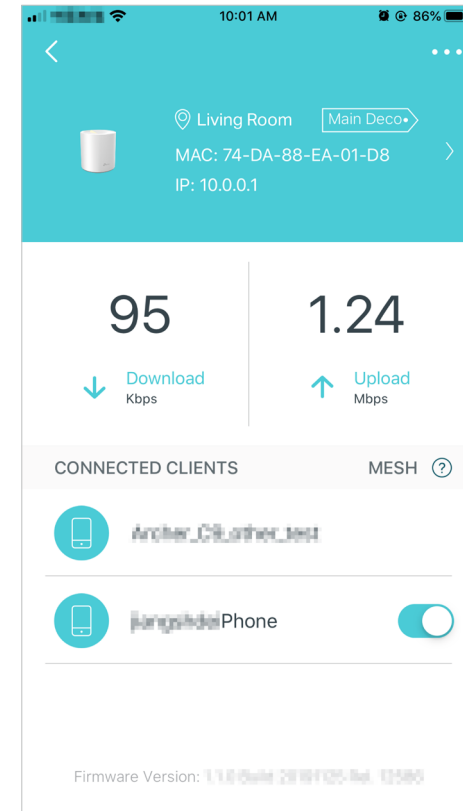 10:01 AM
86%
Living Room
Main Deco
MAC: 74-DA-88-EA-01-D8
IP: 10.0.0.1
95
1.24
Download
Kbps
Upload
Mbps
CONNECTED CLIENTS
MESH ?
Phone
Firmware Version: